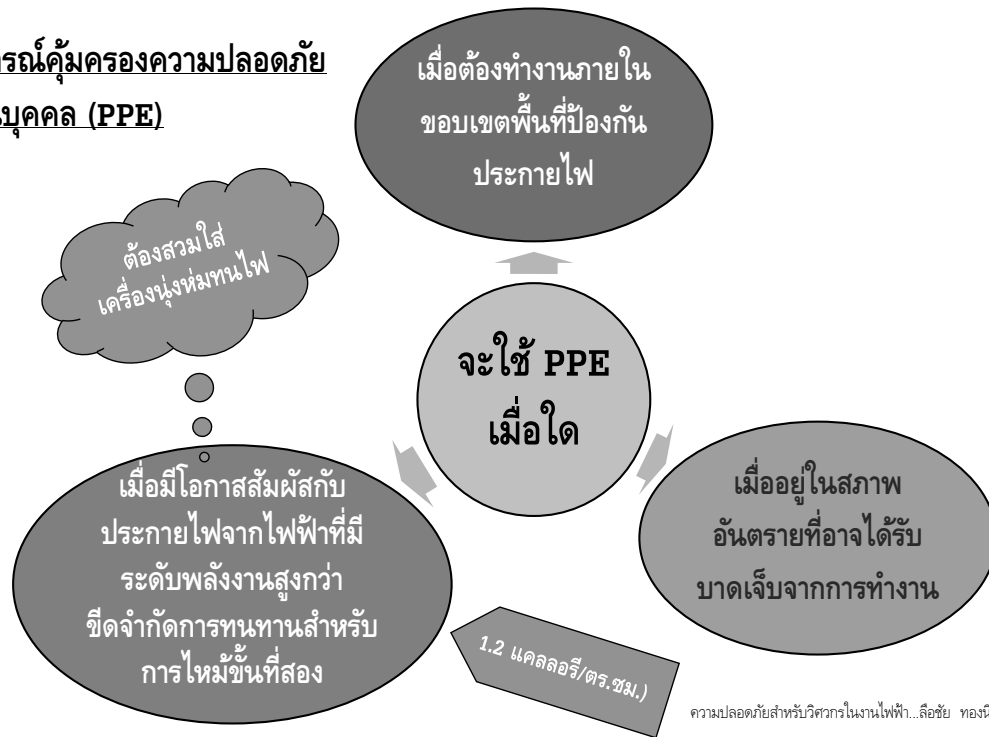 รณ์คุ้มครองความปลอดภัย
บุคคล (PPE)
เมื่อต้องทำงานภายใน
ขอบเขตพื้นที่ป้องกัน
ประกายไฟ
ต้องสวมใส่
เครื่องนุ่งห่มทนไฟ
จะใช้ PPE
เมื่อใด
เมื่อมีโอกาสสัมผัสกับ
ประกายไฟจากไฟฟ้าที่มี
ระดับพลังงานสูงกว่า
ขีดจำกัดการทนทานสำหรับ
การไหม้ขั้นที่สอง
เมื่ออยู่ในสภาพ
อันตรายที่อาจได้รับ
บาดเจ็บจากการทำงาน
1.2 แคลลอรี/ตร.ซม.)
ความปลอดภัยสำหรับวิศวกรในงานไฟฟ้า...ลือชัย ทองนิ